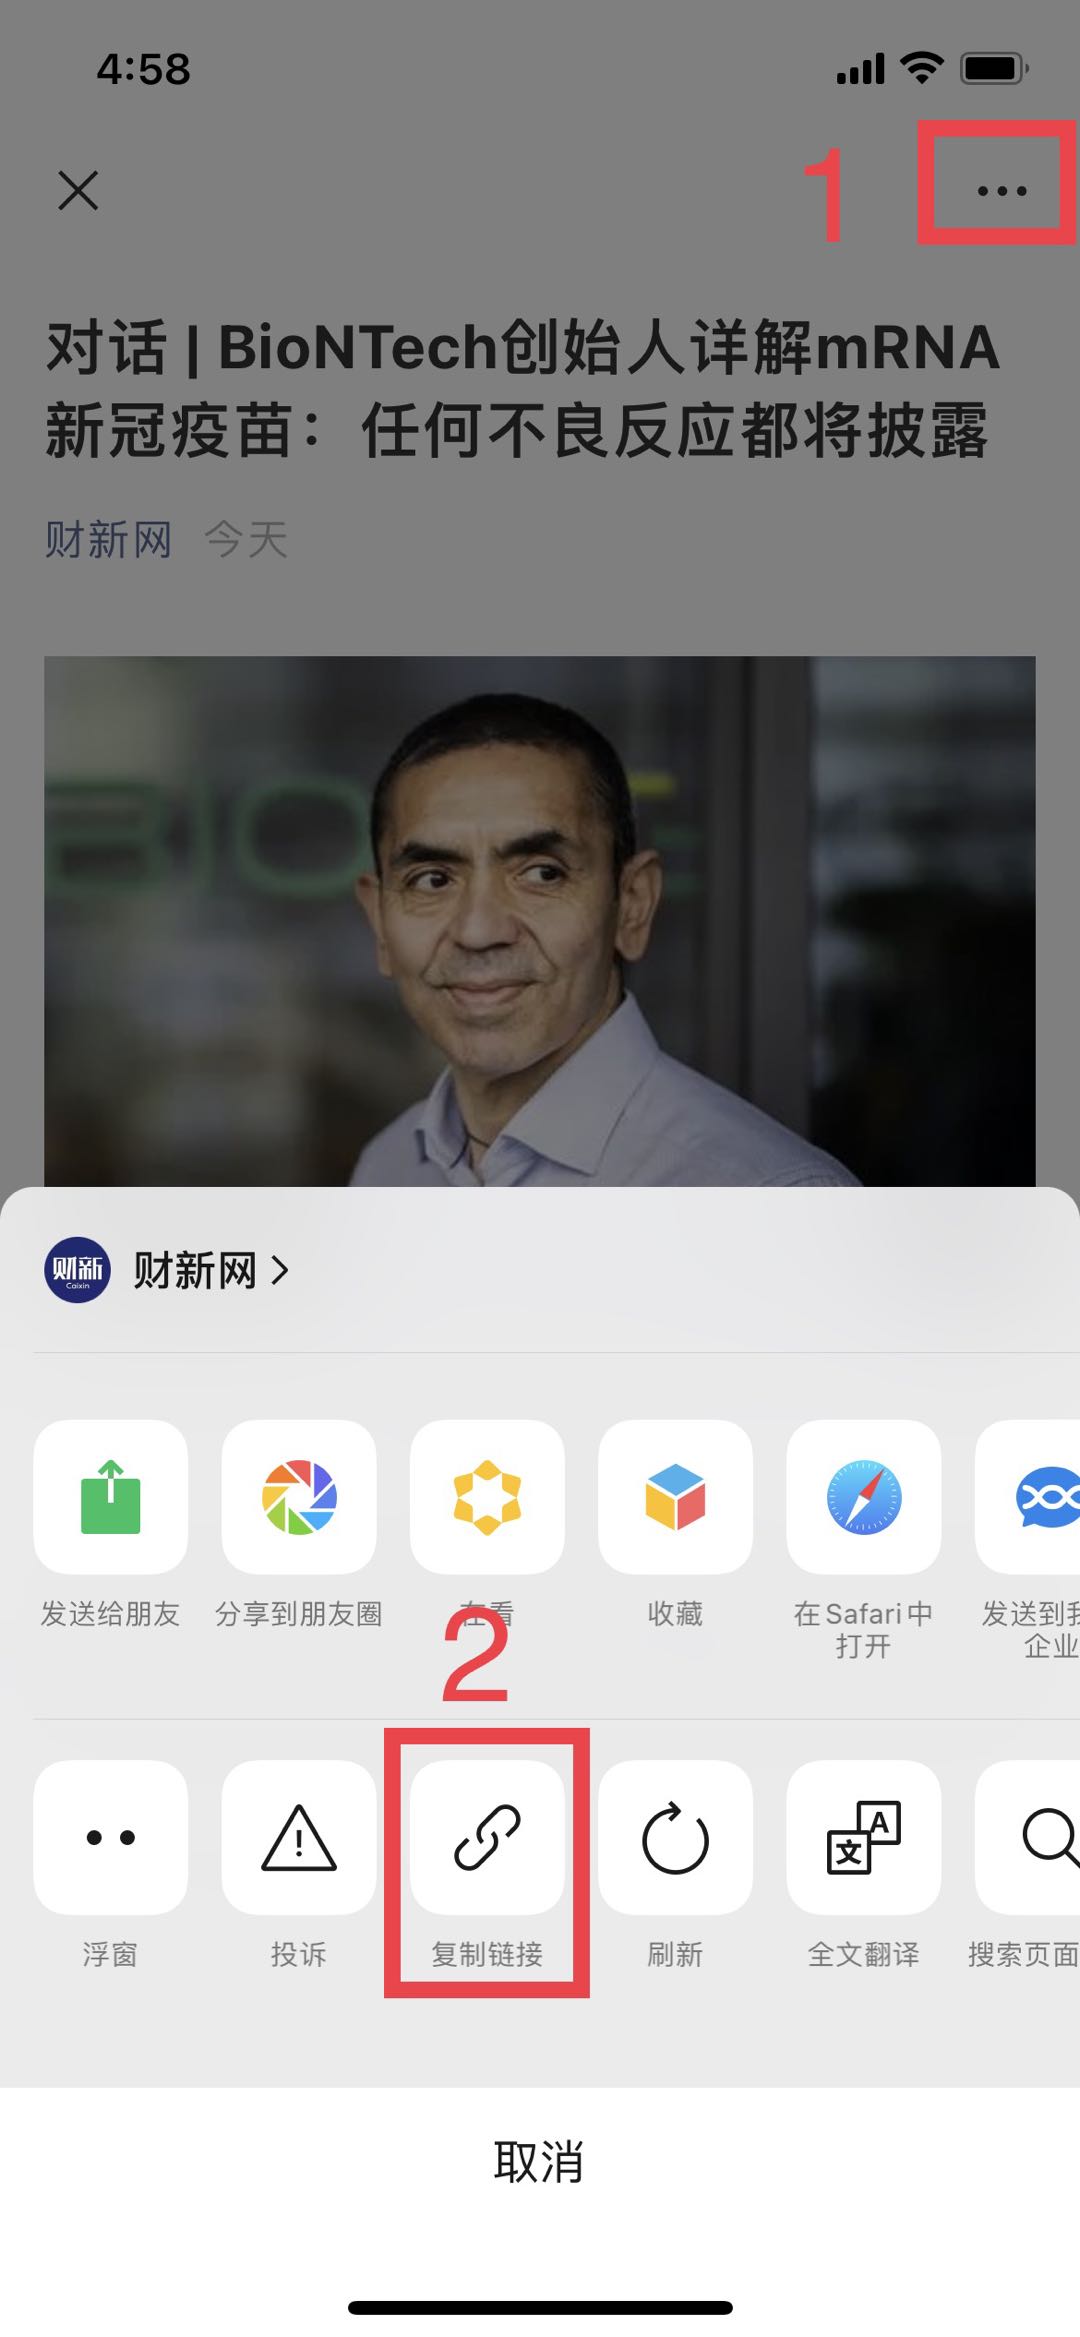 4:58
1
对话 | BioNTech创始人详解mRNA
新冠疫苗：任何不良反应都将披露
财新网 今天
BIO
财新
Caixin
财新网
发送给朋友
分享到朋友圈
在看
收藏
在Safari中
打开
发送到我
企业
2
A
文
浮窗
投诉
复制链接
刷新
全文翻译
搜索页面
取消